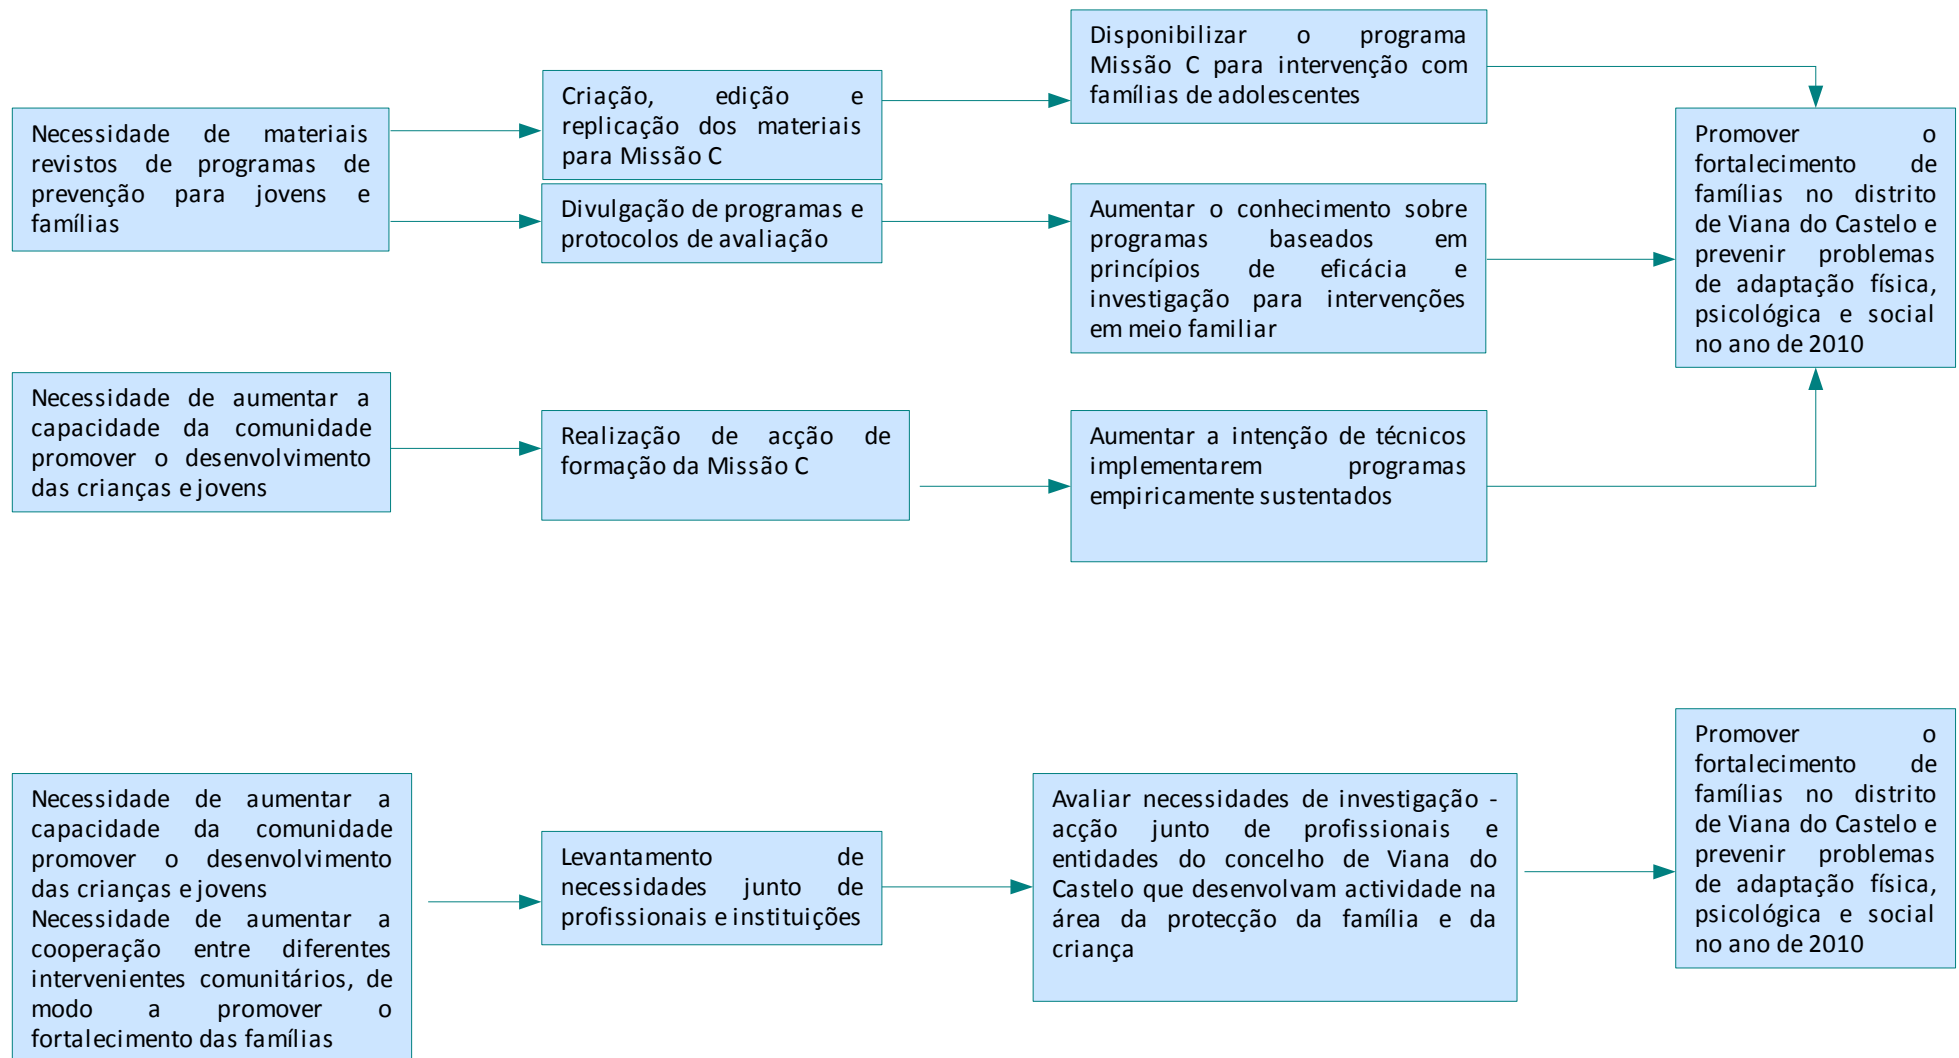 Necessidade de materiais
revistos de programas de
prevenção para jovens e
famílias
Criação, edição e
replicação dos materiais
para Missão C
Disponibilizar o programa
Missão C para intervenção com
famílias de adolescentes
Divulgação de programas e
protocolos de avaliação
Aumentar o conhecimento sobre
programas baseados em
princípios de eficácia e
investigação para intervenções
em meio familiar
Promover o
fortalecimento de
famílias no distrito
de Viana do Castelo e
prevenir problemas
de adaptação física,
psicológica e social
no ano de 2010
Necessidade de aumentar a
capacidade da comunidade
promover o desenvolvimento
das crianças e jovens
Realização de acção de
formação da Missão C
Aumentar a intenção de técnicos
implementarem programas
empiricamente sustentados
Necessidade de aumentar a
capacidade da comunidade
promover o desenvolvimento
das crianças e jovens
Necessidade de aumentar a
cooperação entre diferentes
intervenientes comunitários, de
modo a promover o
fortalecimento das famílias
Levantamento de
necessidades junto de
profissionais e instituições
Avaliar necessidades de investigação -
acção junto de profissionais e
entidades do concelho de Viana do
Castelo que desenvolvam actividade na
área da protecção da família e da
criança
Promover o
fortalecimento de
famílias no distrito
de Viana do Castelo e
prevenir problemas
de adaptação física,
psicológica e social
no ano de 2010